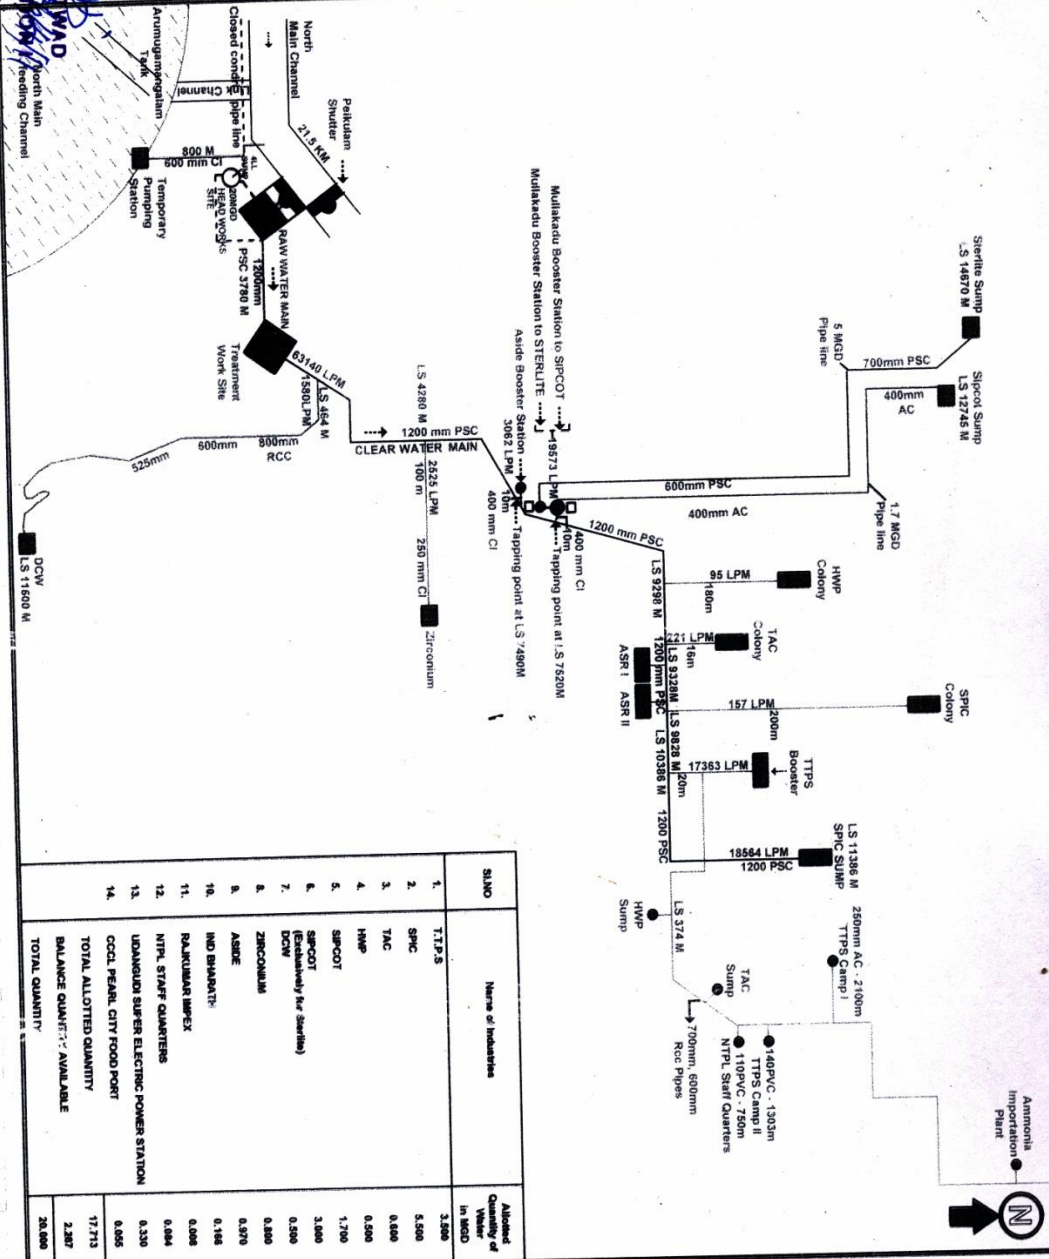 WAD
North Main
feeding Channel
Arumugamangalam
Tank
Closed conduit pipe line
North
Main Channel
Peikulam
Shutter
21.5 KM
Link Channel
800 M
600 mm CI
Temporary
Pumping
Station
20MGD
HEAD WORKS
SITE
RAW WATER MAIN
1200mm
PSC 3780 M
Treatment
Work Site
63140 LPM
LS 464 M
1580LPM
800mm
RCC
600mm
525mm
DCW
LS 11500 M
LS 4280 M
1200 mm PSC
CLEAR WATER MAIN
2525 LPM
100 m
250 mm CI
Zirconium
Mullakadu Booster Station to SIPCOT
Mullakadu Booster Station to STERLITE
Aside Booster Station
3062 LPM
10m
400 mm CI
Tapping point at LS 7490M
19573 LPM
10m
400 mm CI
Tapping point at LS 7520M
Sterlite Sump
LS 14670 M
5 MGD
Pipe line
700mm PSC
Sipcot Sump
LS 12745 M
400mm
AC
600mm PSC
400mm AC
1.7 MGD
Pipe line
1200 mm PSC
HWP
Colony
95 LPM
180m
LS 9298 M
TAC
Colony
221 LPM
16m
LS 9328M
1200 mm PSC
ASR I
ASR II
SPIC
Colony
157 LPM
200m
LS 9828 M
LS 10386 M
TTPS
Booster
17363 LPM
20m
1200 PSC
LS 11386 M
SPIC SUMP
18564 LPM
1200 PSC
HWP
Sump
LS 374 M
TAC
Sump
250mm AC - 2100m
TTPS Camp I
140PVC - 1303m
TTPS Camp II
110PVC - 750m
NTPL Staff Quarters
700mm, 600mm
Rcc Pipes
Ammonia
Importation
Plant
N
SI.NO Name of Industries Allotted Quantity of Water in MGD
1. T.T.P.S 3.500
2. SPIC 5.500
3. TAC 0.600
4. HWP 0.500
5. SIPCOT 1.700
6. SIPCOT (Exclusively for Sterlite) 3.000
7. DCW 0.500
8. ZIRCONIUM 0.800
9. ASIDE 0.970
10. IND BHARATH 0.166
11. RAJKUMAR IMPEX 0.008
12. NTPL STAFF QUARTERS 0.084
13. UDANGUDI SUPER ELECTRIC POWER STATION 0.330
14. CCCL PEARL CITY FOOD PORT 0.055
TOTAL ALLOTTED QUANTITY 17.713
BALANCE QUANTITY AVAILABLE 2.287
TOTAL QUANTITY 20.000